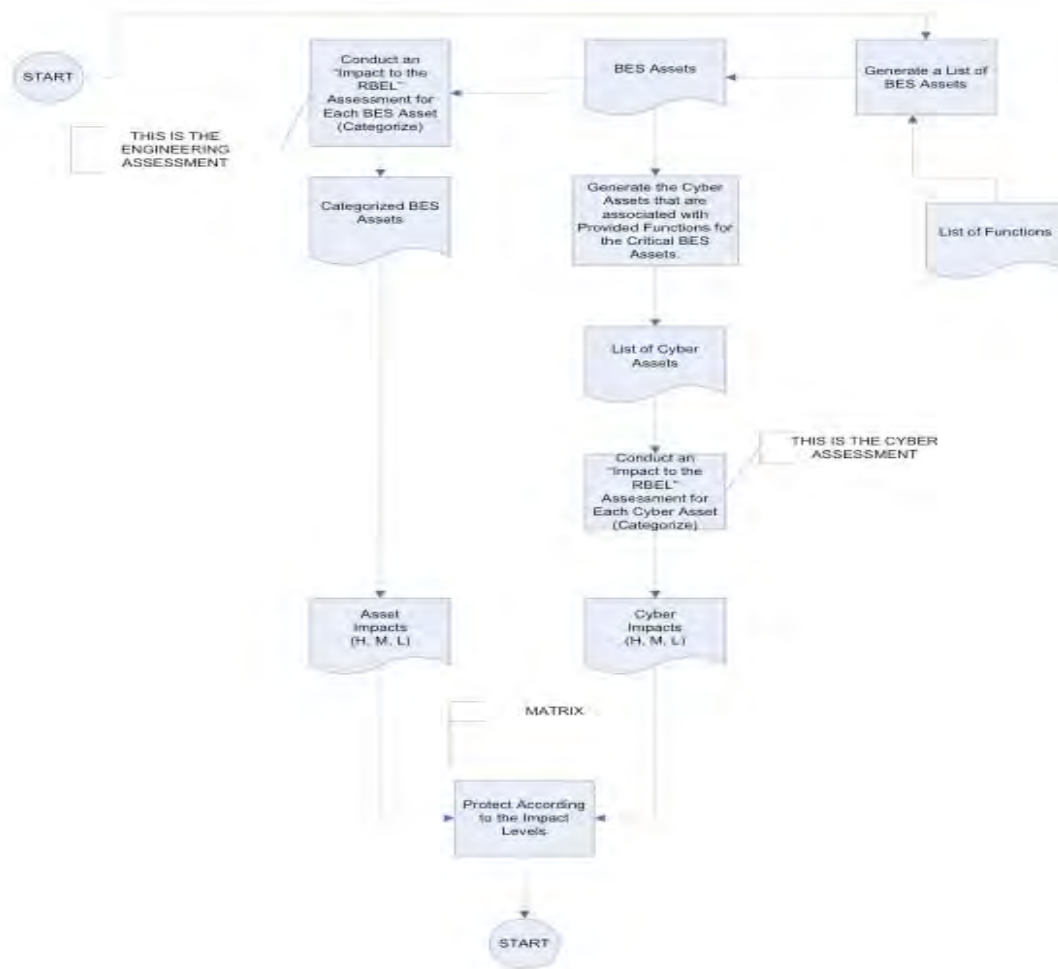 START
Conduct an
"Impact to the
RBEL"
Assessment for
Each BES Asset
(Categorize)
BES Assets
Generate a List of
BES Assets
THIS IS THE
ENGINEERING
ASSESSMENT
Categorized BES
Assets
Generate the Cyber
Assets that are
associated with
Provided Functions for
the Critical BES
Assets.
List of Functions
List of Cyber
Assets
Conduct an
"Impact to the
RBEL"
Assessment for
Each Cyber Asset
(Categorize)
THIS IS THE CYBER
ASSESSMENT
Asset
Impacts
(H, M, L)
Cyber
Impacts
(H, M, L)
MATRIX
Protect According
to the Impact
Levels
START